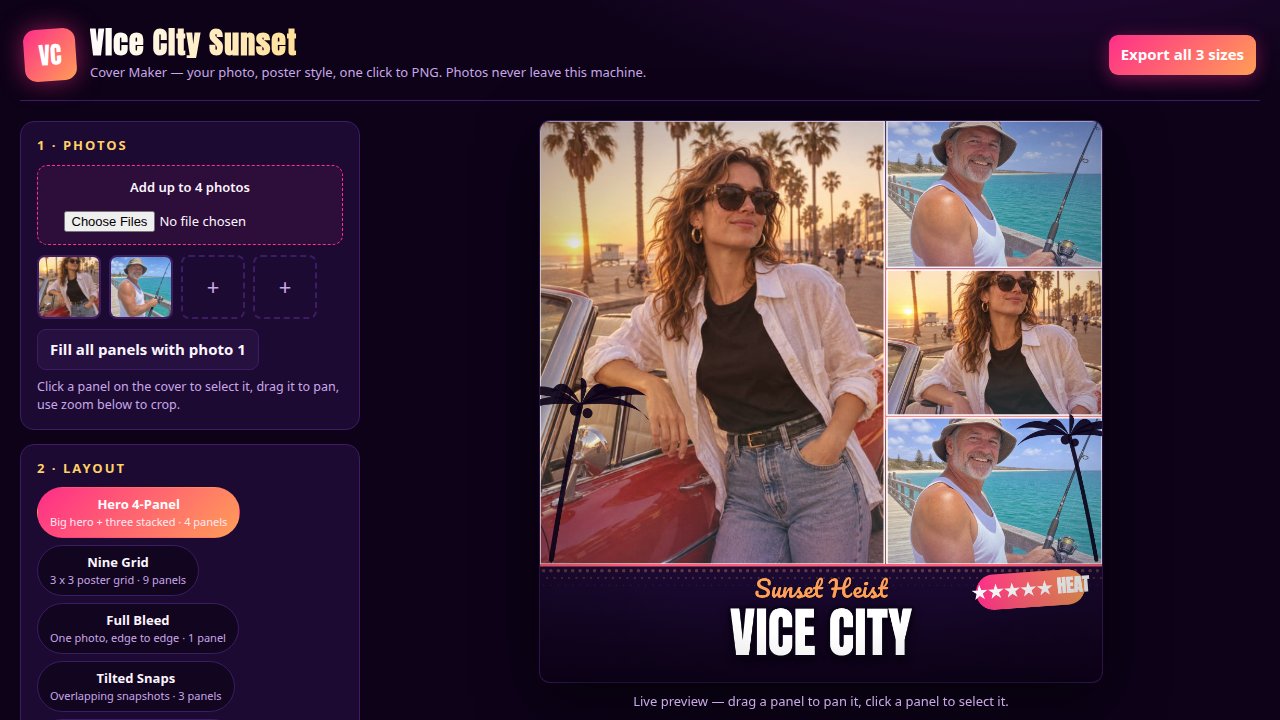 VC
Vice City Sunset
Cover Maker — your photo, poster style, one click to PNG. Photos never leave this machine.
Export all 3 sizes
1 · PHOTOS
Add up to 4 photos
Choose Files No file chosen
+ +
Fill all panels with photo 1
Click a panel on the cover to select it, drag it to pan,
use zoom below to crop.
2 · LAYOUT
Hero 4-Panel
Big hero + three stacked · 4 panels
Nine Grid
3 x 3 poster grid · 9 panels
Full Bleed
One photo, edge to edge · 1 panel
Tilted Snaps
Overlapping snapshots · 3 panels
Sunset Heist
★★★★★ HEAT
VICE CITY
Live preview — drag a panel to pan it, click a panel to select it.